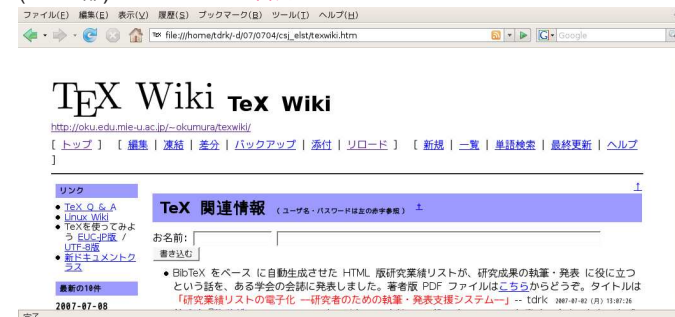 ファイル(F) 編集(E) 表示(V) 履歴(S) ブックマーク(B) ツール(T) ヘルプ(H)
file:///home/tdrk/-d/07/0704/csj_elst/texwiki.htm
Google
TEX Wiki TeX Wiki
http://oku.edu.mie-u.ac.jp/~okumura/texwiki/
[ トップ ] [ 編集 | 凍結 | 差分 | バックアップ | 添付 | リロード ] [ 新規 | 一覧 | 単語検索 | 最終更新 | ヘルプ
]
リンク
● TeX Q & A
● Linux Wiki
● TeXを使ってみよ
う EUC-JP版 /
UTF-8版
● 新ドキュメントク
ラス
最新の10件
2007-07-08
†
TeX 関連情報 (ユーザ名・パスワードは左の赤字参照) †
お名前:
書き込む
● BibTeX をベース に自動生成させた HTML 版研究業績リストが、研究成果の執筆・発表 に役に立つ
という話を、ある学会の会誌に発表しました。著者版 PDF ファイルはこちらからどうぞ。タイトルは
「研究業績リストの電子化 ―研究者のための執筆・発表支援システム―」-- tdrk 2007-07-02 (月) 13:07:26
完了